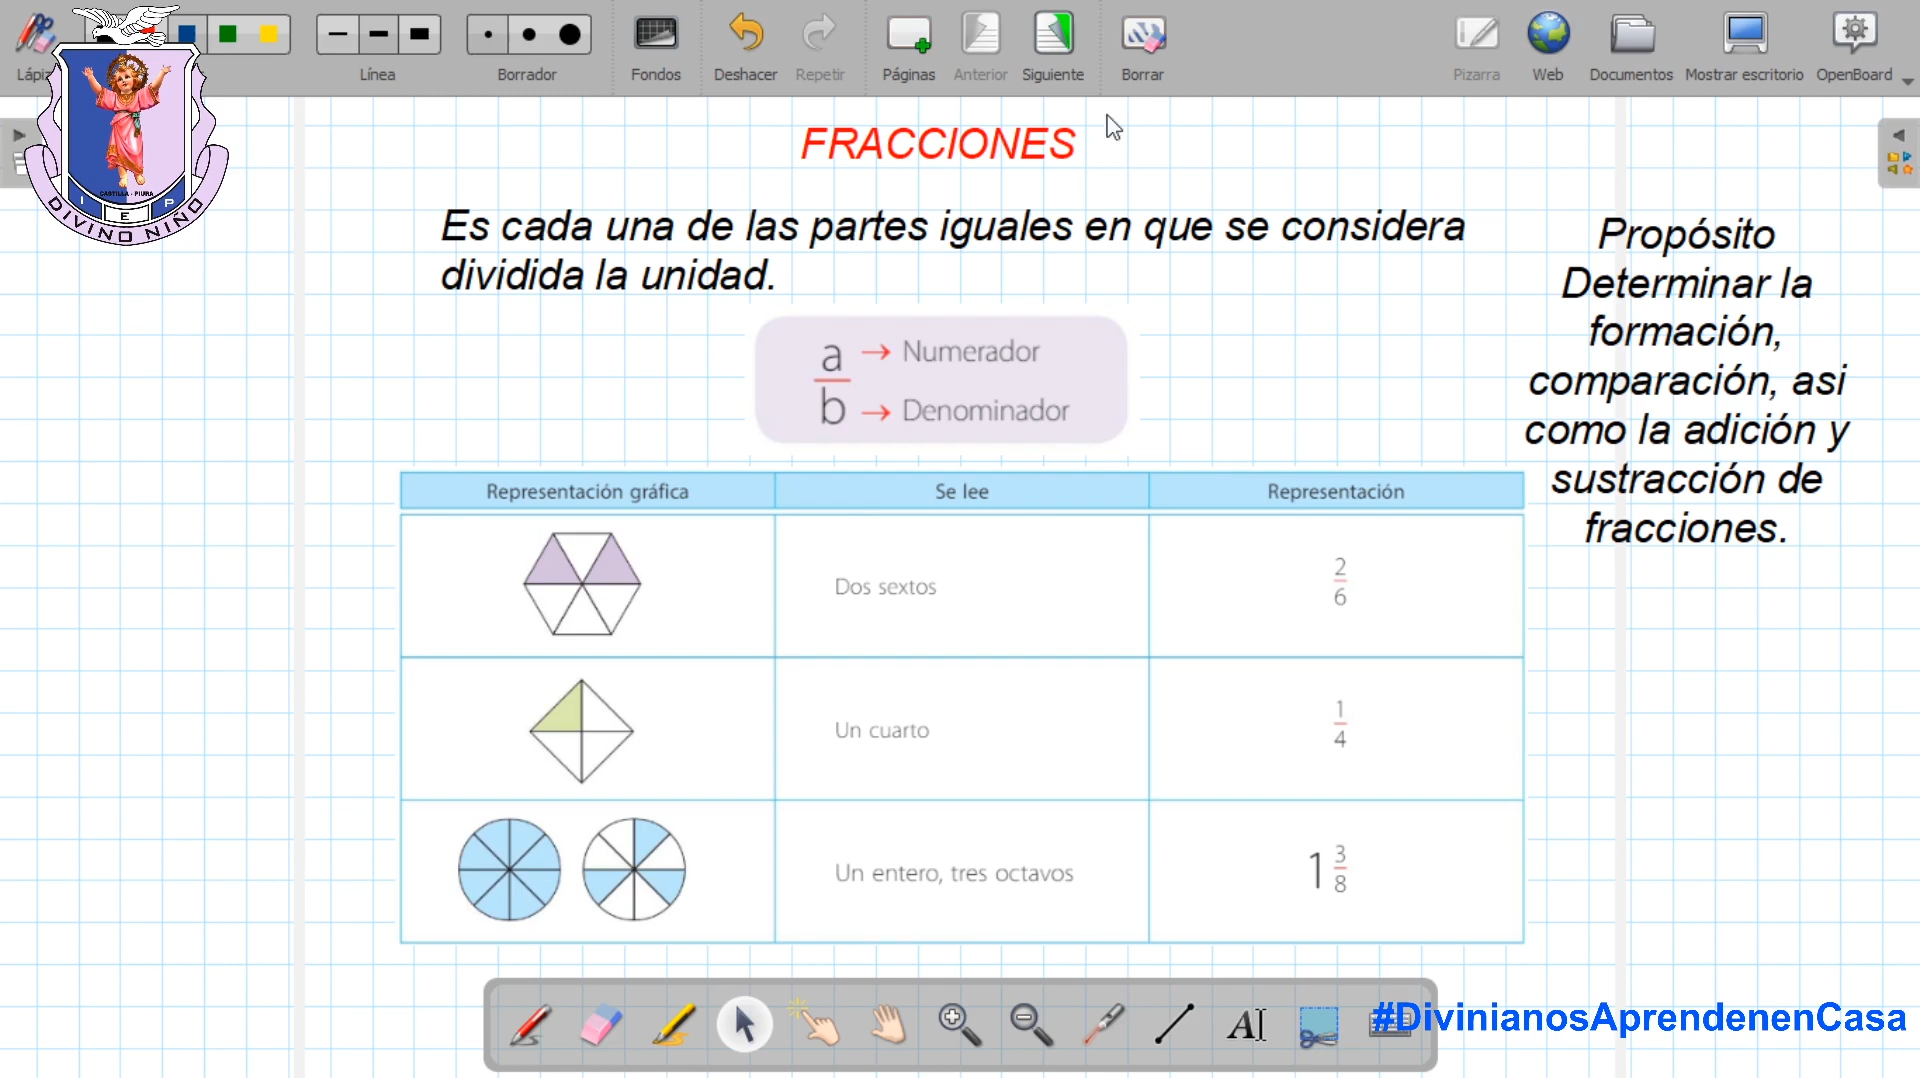 Línea
Borrador
Fondos
Deshacer
Repetir
Páginas
Anterior
Siguiente
Borrar
Pizarra
Web
Documentos
Mostrar escritorio
OpenBoard
CASTILLA - PIURA
I E P
DIVINO NIÑO
FRACCIONES
Es cada una de las partes iguales en que se considera
dividida la unidad.
a → Numerador
b → Denominador
Propósito
Determinar la
formación,
comparación, asi
como la adición y
sustracción de
fracciones.
Representación gráfica
Se lee
Representación
Dos sextos
2
6
Un cuarto
1
4
Un entero, tres octavos
1 3
8
#DivinianosAprendenenCasa